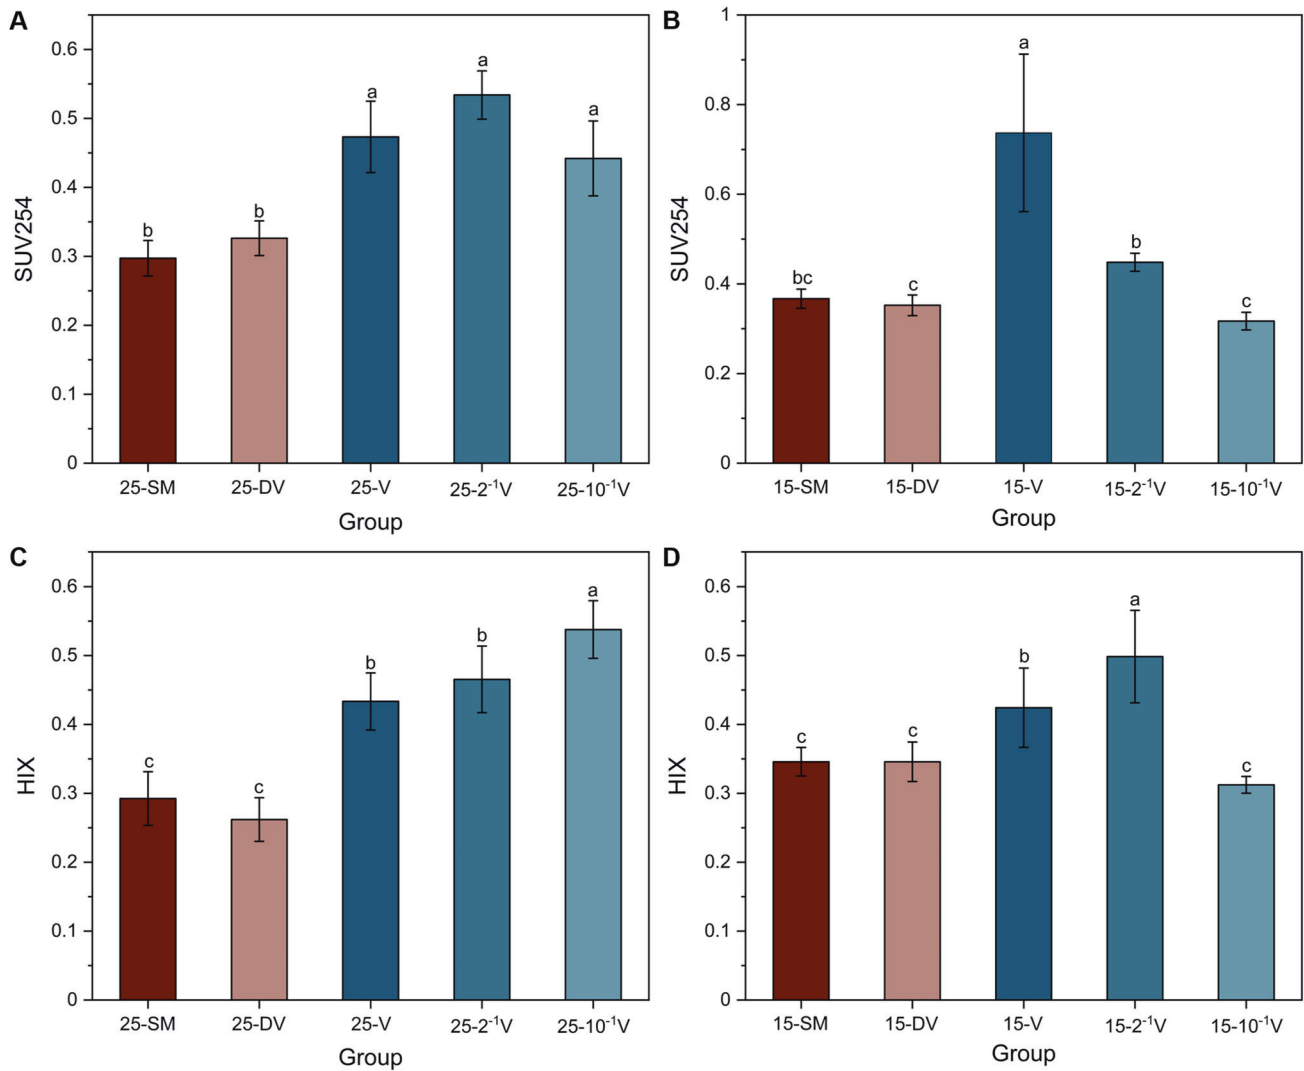 A
SUV254
0.6
0.5
0.4
0.3
0.2
0.1
0
b
b
a
a
a
25-SM
25-DV
25-V
25-2⁻¹V
25-10⁻¹V
Group
B
SUV254
1
0.8
0.6
0.4
0.2
0
bc
c
a
b
c
15-SM
15-DV
15-V
15-2⁻¹V
15-10⁻¹V
Group
C
HIX
0.6
0.5
0.4
0.3
0.2
0.1
0
c
c
b
b
a
25-SM
25-DV
25-V
25-2⁻¹V
25-10⁻¹V
Group
D
HIX
0.6
0.5
0.4
0.3
0.2
0.1
0
c
c
b
a
c
15-SM
15-DV
15-V
15-2⁻¹V
15-10⁻¹V
Group